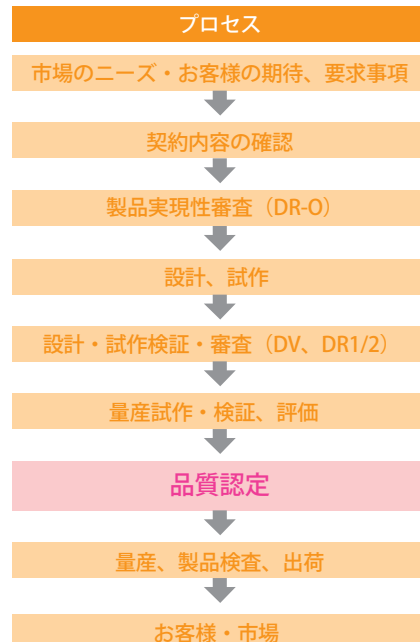 プロセス
市場のニーズ・お客様の期待、要求事項
契約内容の確認
製品実現性審査（DR-O）
設計、試作
設計・試作検証・審査（DV、DR1/2）
量産試作・検証、評価
品質認定
量産、製品検査、出荷
お客様・市場